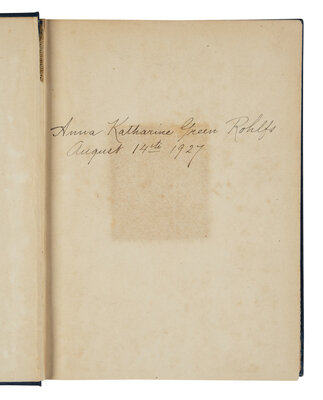 Anna Katharine Green Rohlfs
August 14th 1927